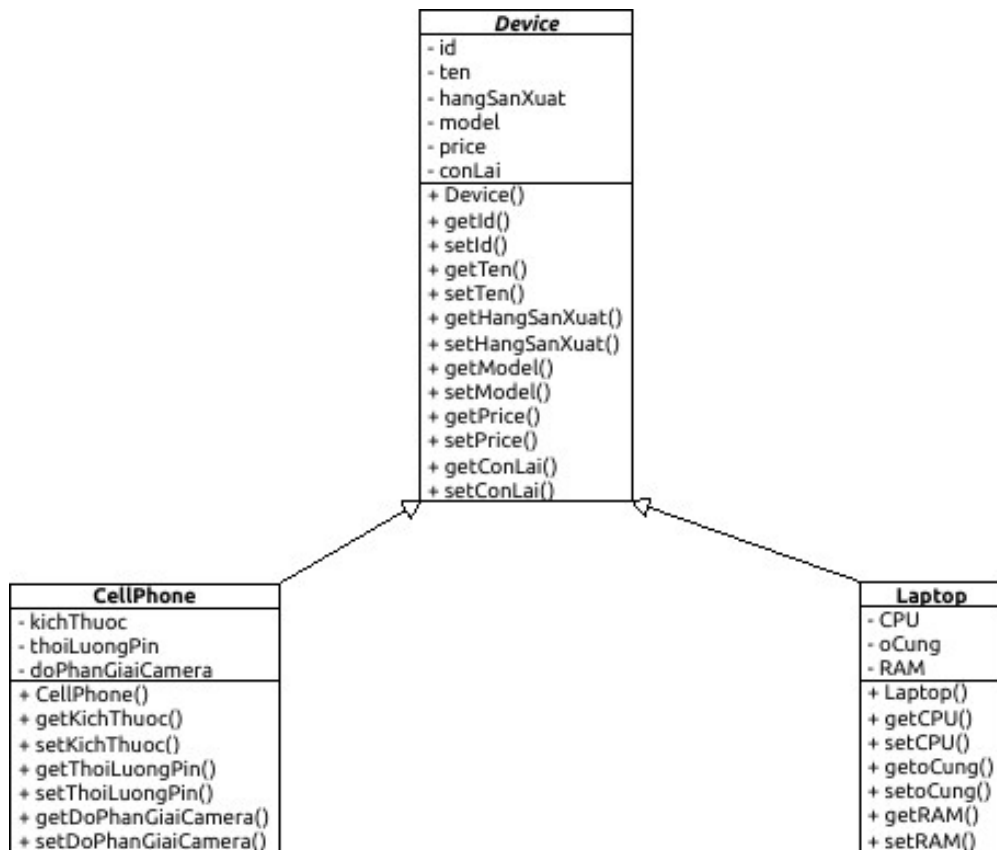 Device
- id
- ten
- hangSanXuat
- model
- price
- conLai
+ Device()
+ getId()
+ setId()
+ getTen()
+ setTen()
+ getHangSanXuat()
+ setHangSanXuat()
+ getModel()
+ setModel()
+ getPrice()
+ setPrice()
+ getConLai()
+ setConLai()
CellPhone
- kichThuoc
- thoiLuongPin
- doPhanGiaiCamera
+ CellPhone()
+ getKichThuoc()
+ setKichThuoc()
+ getThoiLuongPin()
+ setThoiLuongPin()
+ getDoPhanGiaiCamera()
+ setDoPhanGiaiCamera()
Laptop
- CPU
- oCung
- RAM
+ Laptop()
+ getCPU()
+ setCPU()
+ getoCung()
+ setoCung()
+ getRAM()
+ setRAM()